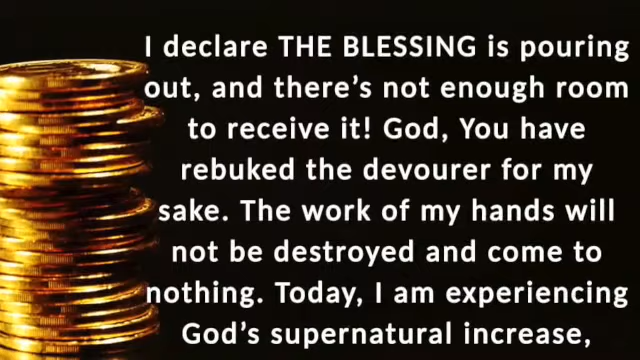 I declare THE BLESSING is pouring
out, and there's not enough room
to receive it! God, You have
rebuked the devourer for my
sake. The work of my hands will
not be destroyed and come to
nothing. Today, I am experiencing
God's supernatural increase,